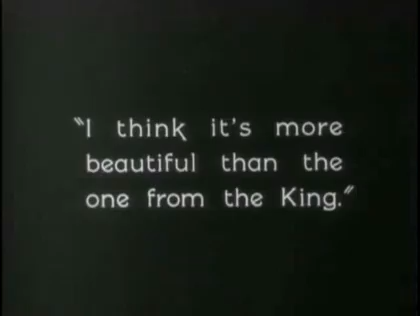 "I think it's more
beautiful than the
one from the King."